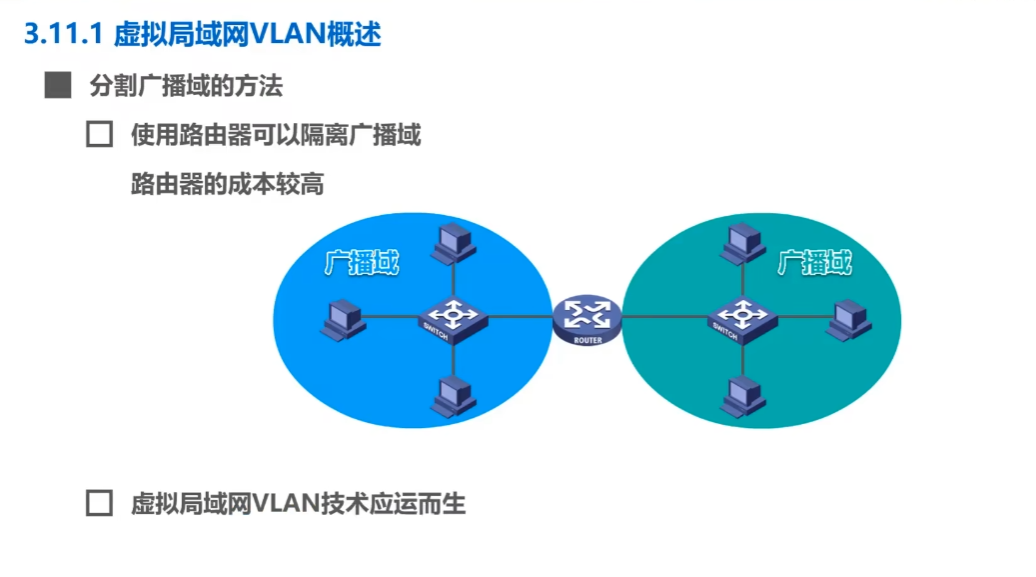 3.11.1 虚拟局域网VLAN概述
分割广播域的方法
使用路由器可以隔离广播域
路由器的成本较高
广播域
广播域
SWITCH
ROUTER
SWITCH
虚拟局域网VLAN技术应运而生